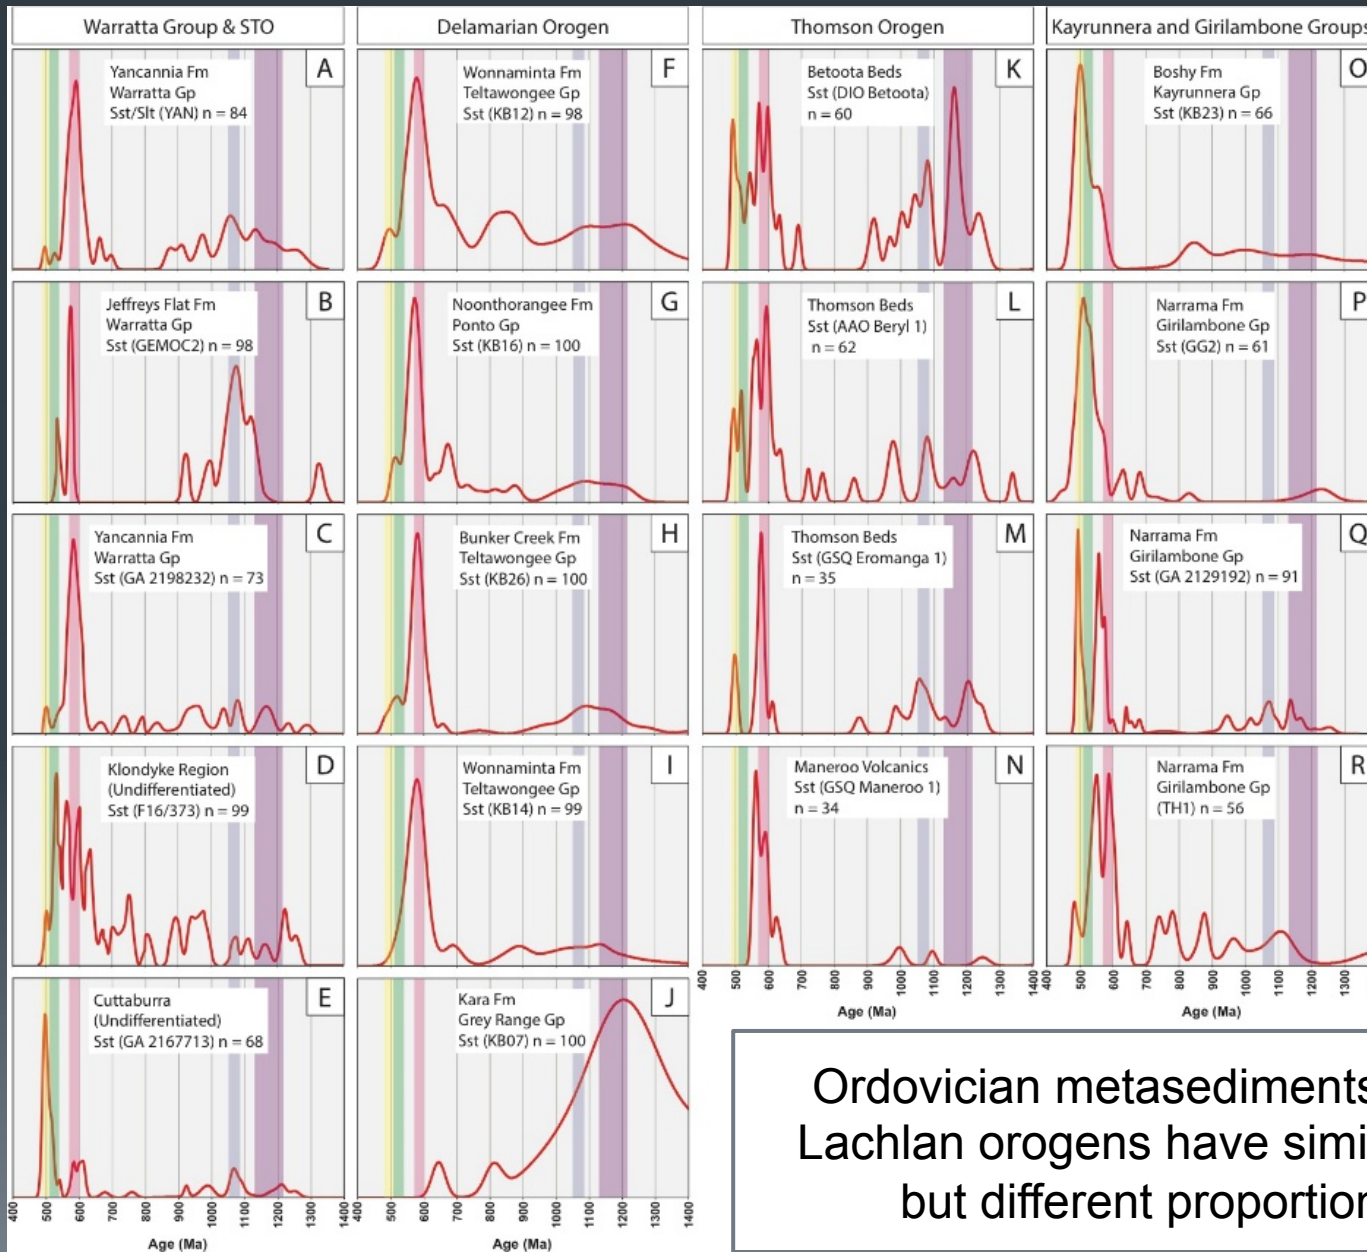 Warratta Group & STO
Delamarian Orogen
Thomson Orogen
Kayrunnera and Girilambone Groups
A
Yancannia Fm
Warratta Gp
Sst/Slt (YAN) n = 84
F
Wonnaminta Fm
Teltawongee Gp
Sst (KB12) n = 98
K
Betoota Beds
Sst (DIO Betoota)
n = 60
O
Boshy Fm
Kayrunnera Gp
Sst (KB23) n = 66
B
Jeffreys Flat Fm
Warratta Gp
Sst (GEMOC2) n = 98
G
Noonthorangee Fm
Ponto Gp
Sst (KB16) n = 100
L
Thomson Beds
Sst (AAO Beryl 1)
n = 62
P
Narrama Fm
Girilambone Gp
Sst (GG2) n = 61
C
Yancannia Fm
Warratta Gp
Sst (GA 2198232) n = 73
H
Bunker Creek Fm
Teltawongee Gp
Sst (KB26) n = 100
M
Thomson Beds
Sst (GSQ Eromanga 1)
n = 35
Q
Narrama Fm
Girilambone Gp
Sst (GA 2129192) n = 91
D
Klondyke Region
(Undifferentiated)
Sst (F16/373) n = 99
I
Wonnaminta Fm
Teltawongee Gp
Sst (KB14) n = 99
N
Maneroo Volcanics
Sst (GSQ Maneroo 1)
n = 34
R
Narrama Fm
Girilambone Gp
(TH1) n = 56
400 500 600 700 800 900 1000 1100 1200 1300 1400
Age (Ma)
400 500 600 700 800 900 1000 1100 1200 1300
Age (Ma)
E
Cuttaburra
(Undifferentiated)
Sst (GA 2167713) n = 68
J
Kara Fm
Grey Range Gp
Sst (KB07) n = 100
400 500 600 700 800 900 1000 1100 1200 1300 1400
Age (Ma)
400 500 600 700 800 900 1000 1100 1200 1300 1400
Age (Ma)
Ordovician metasediments
Lachlan orogens have simi
but different proportion